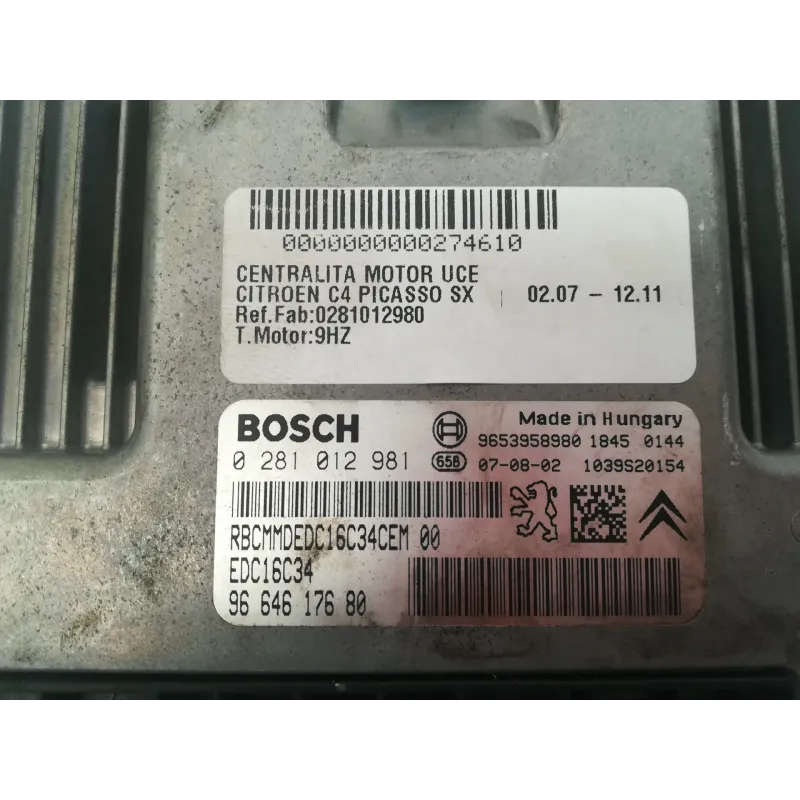 0000000000274610
CENTRALITA MOTOR UCE
CITROEN C4 PICASSO SX | 02.07 - 12.11
Ref.Fab:0281012980
T.Motor:9HZ
BOSCH Made in Hungary
9653958980 1845 0144
0 281 012 981 658 07-08-02 1039S20154
RBCMMDEDC16C34CEM 00
EDC16C34
96 646 176 80